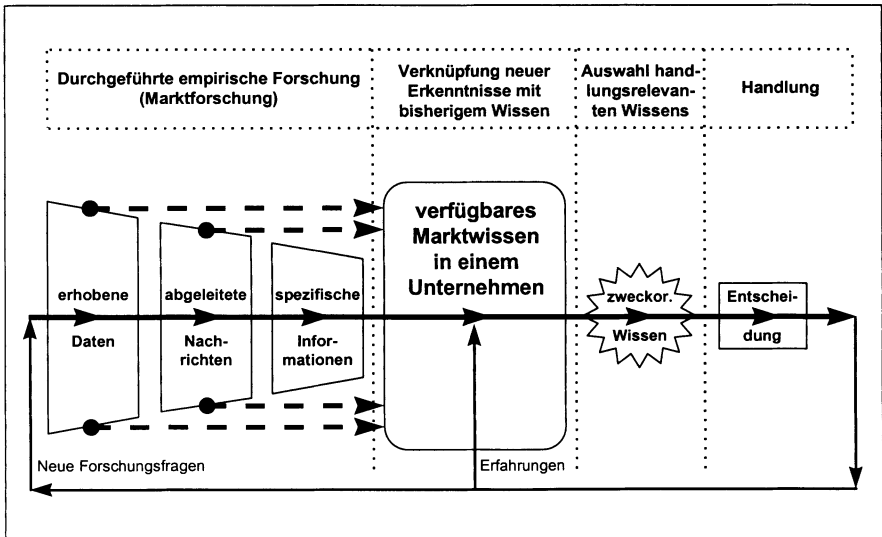 Durchgeführte empirische Forschung
(Marktforschung)
Verknüpfung neuer
Erkenntnisse mit
bisherigem Wissen
Auswahl hand-
lungsrelevan-
ten Wissens
Handlung
erhobene
Daten
abgeleitete
Nach-
richten
spezifische
Infor-
mationen
verfügbares
Marktwissen
in einem
Unternehmen
zweckor.
Wissen
Entschei-
dung
Neue Forschungsfragen
Erfahrungen